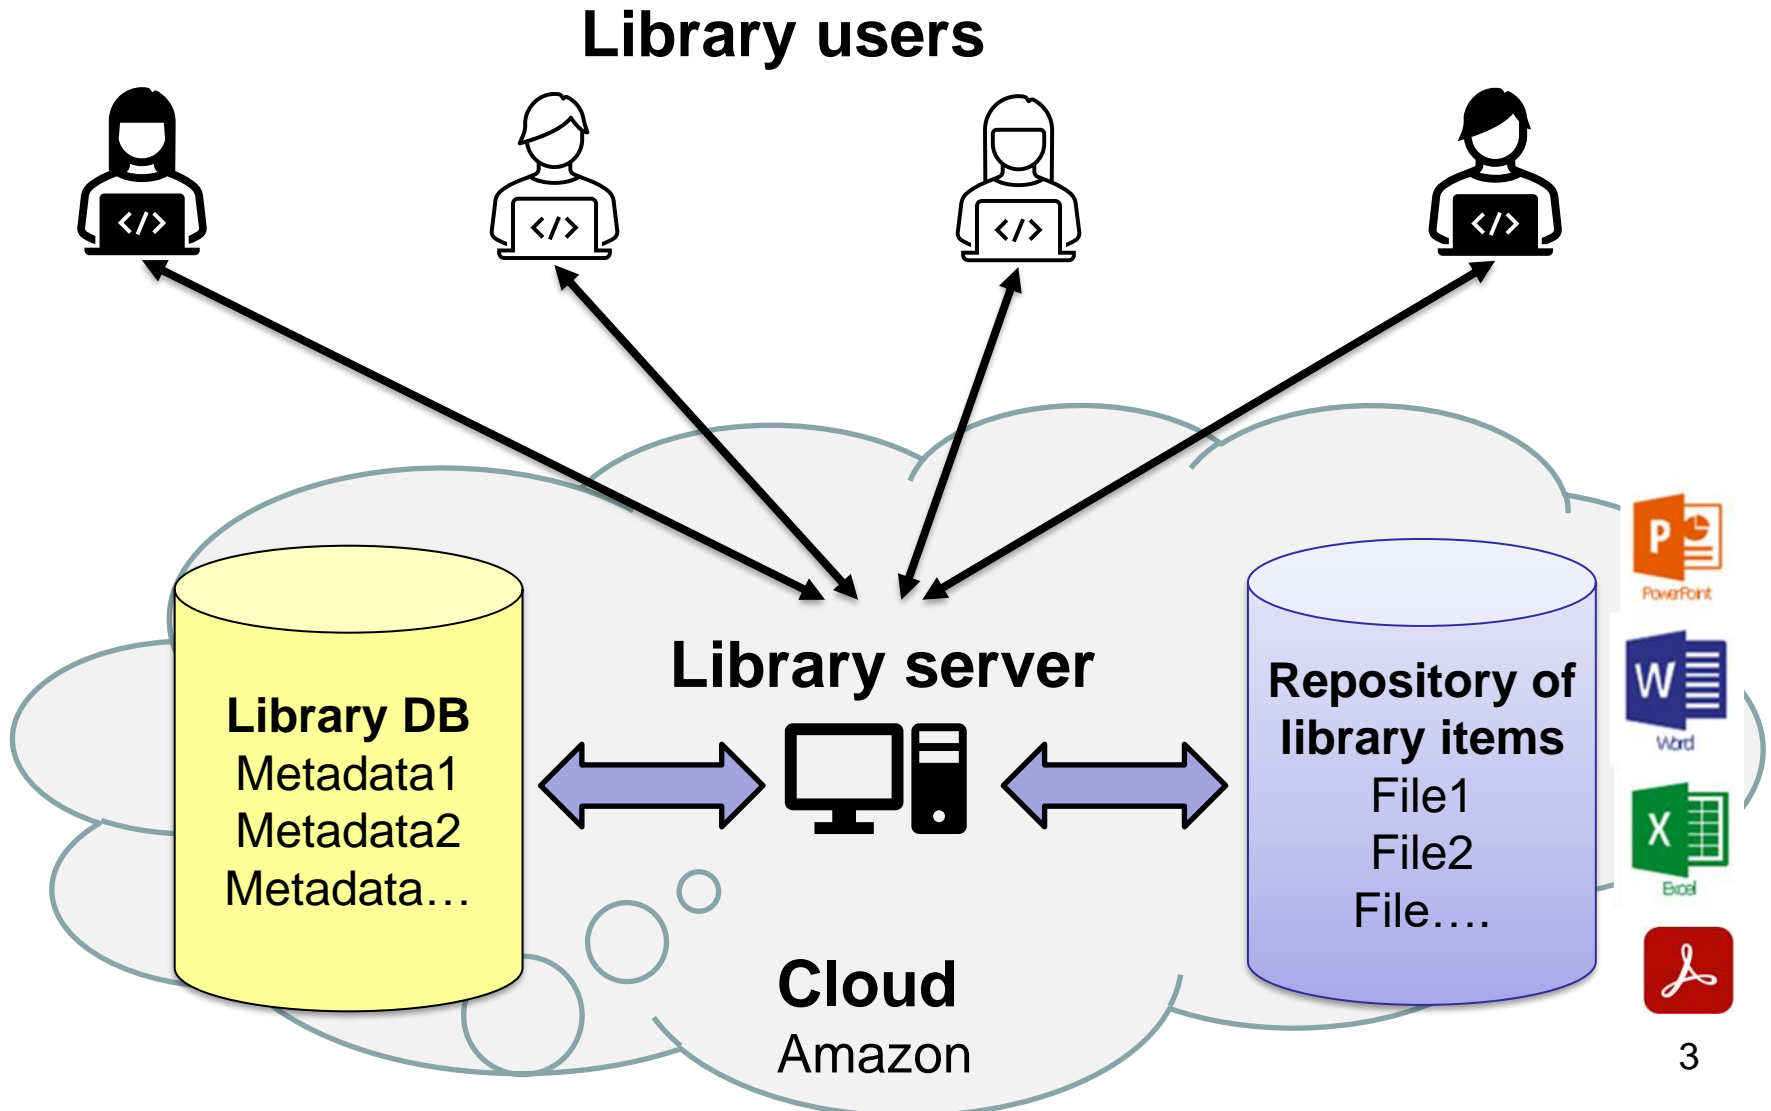 Library users
</>
</>
</>
</>
Library server
Library DB
Metadata1
Metadata2
Metadata…
Repository of
library items
File1
File2
File….
P
PowerPoint
W
Word
X
Excel
Cloud
Amazon
3